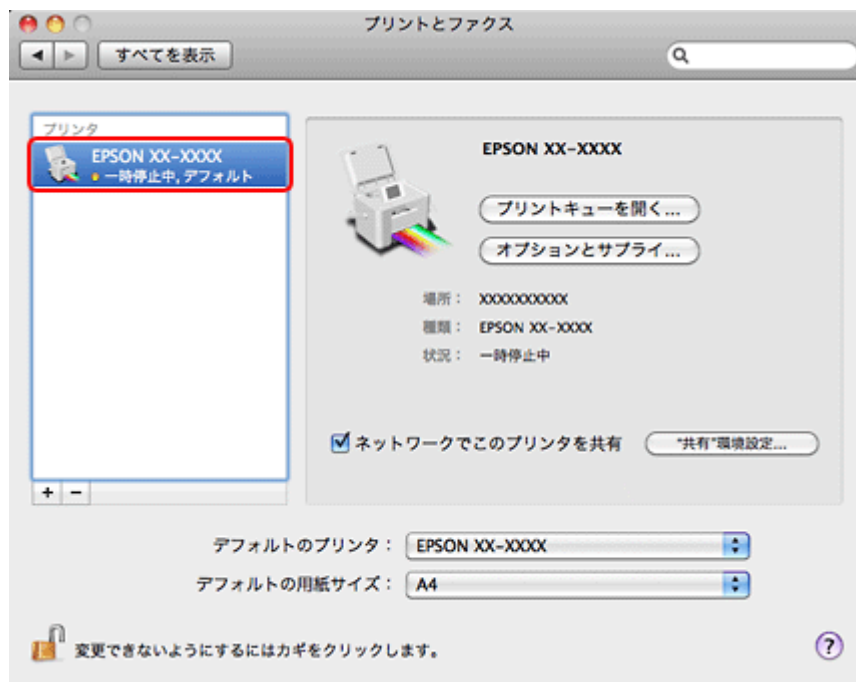 プリントとファクス
すべてを表示
プリンタ
EPSON XX-XXXX
一時停止中, デフォルト
EPSON XX-XXXX
プリントキューを開く...
オプションとサプライ...
場所： XXXXXXXXXX
種類： EPSON XX-XXXX
状況： 一時停止中
ネットワークでこのプリンタを共有
"共有"環境設定...
+ −
デフォルトのプリンタ： EPSON XX-XXXX
デフォルトの用紙サイズ： A4
変更できないようにするにはカギをクリックします。
?